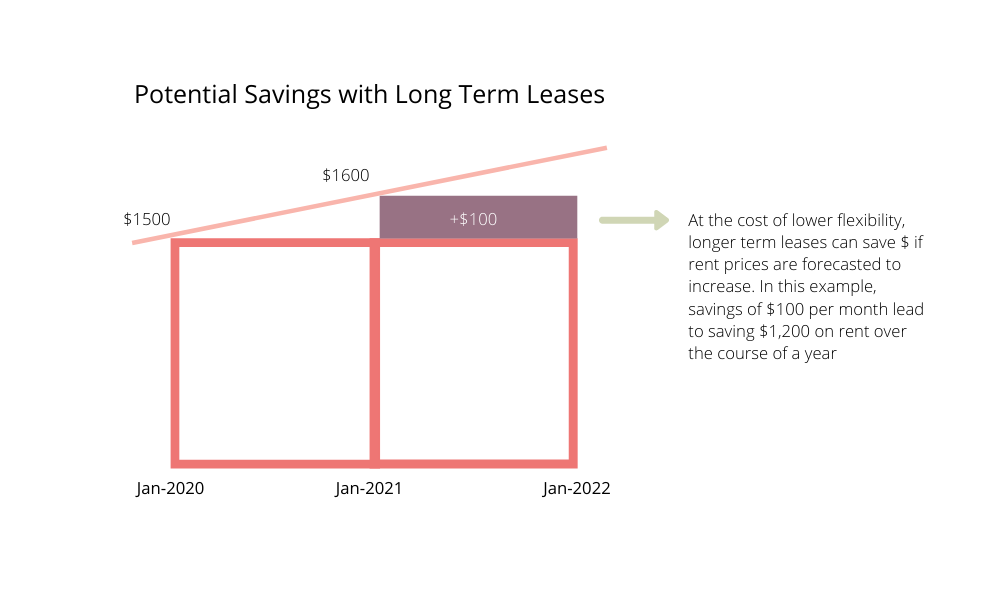 Potential Savings with Long Term Leases
$1600
$1500
+$100
At the cost of lower flexibility,
longer term leases can save $ if
rent prices are forecasted to
increase. In this example,
savings of $100 per month lead
to saving $1,200 on rent over
the course of a year
Jan-2020
Jan-2021
Jan-2022